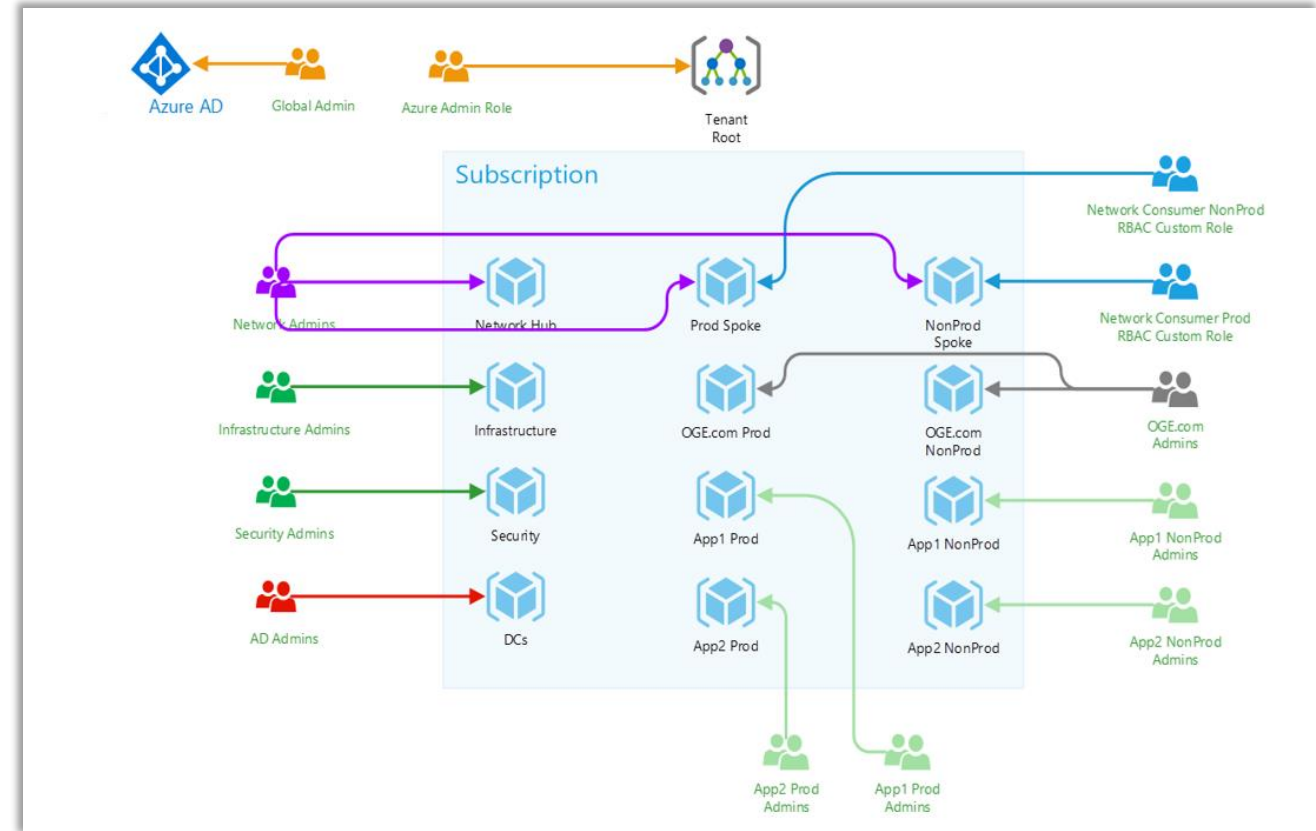 Azure AD
Global Admin
Azure Admin Role
Tenant
Root
Subscription
Network Consumer NonProd
RBAC Custom Role
Network Admins
Network Hub
Prod Spoke
NonProd
Spoke
Network Consumer Prod
RBAC Custom Role
Infrastructure Admins
Infrastructure
OGE.com Prod
OGE.com
NonProd
OGE.com
Admins
Security Admins
Security
App1 Prod
App1 NonProd
App1 NonProd
Admins
AD Admins
DCs
App2 Prod
App2 NonProd
App2 NonProd
Admins
App2 Prod
Admins
App1 Prod
Admins